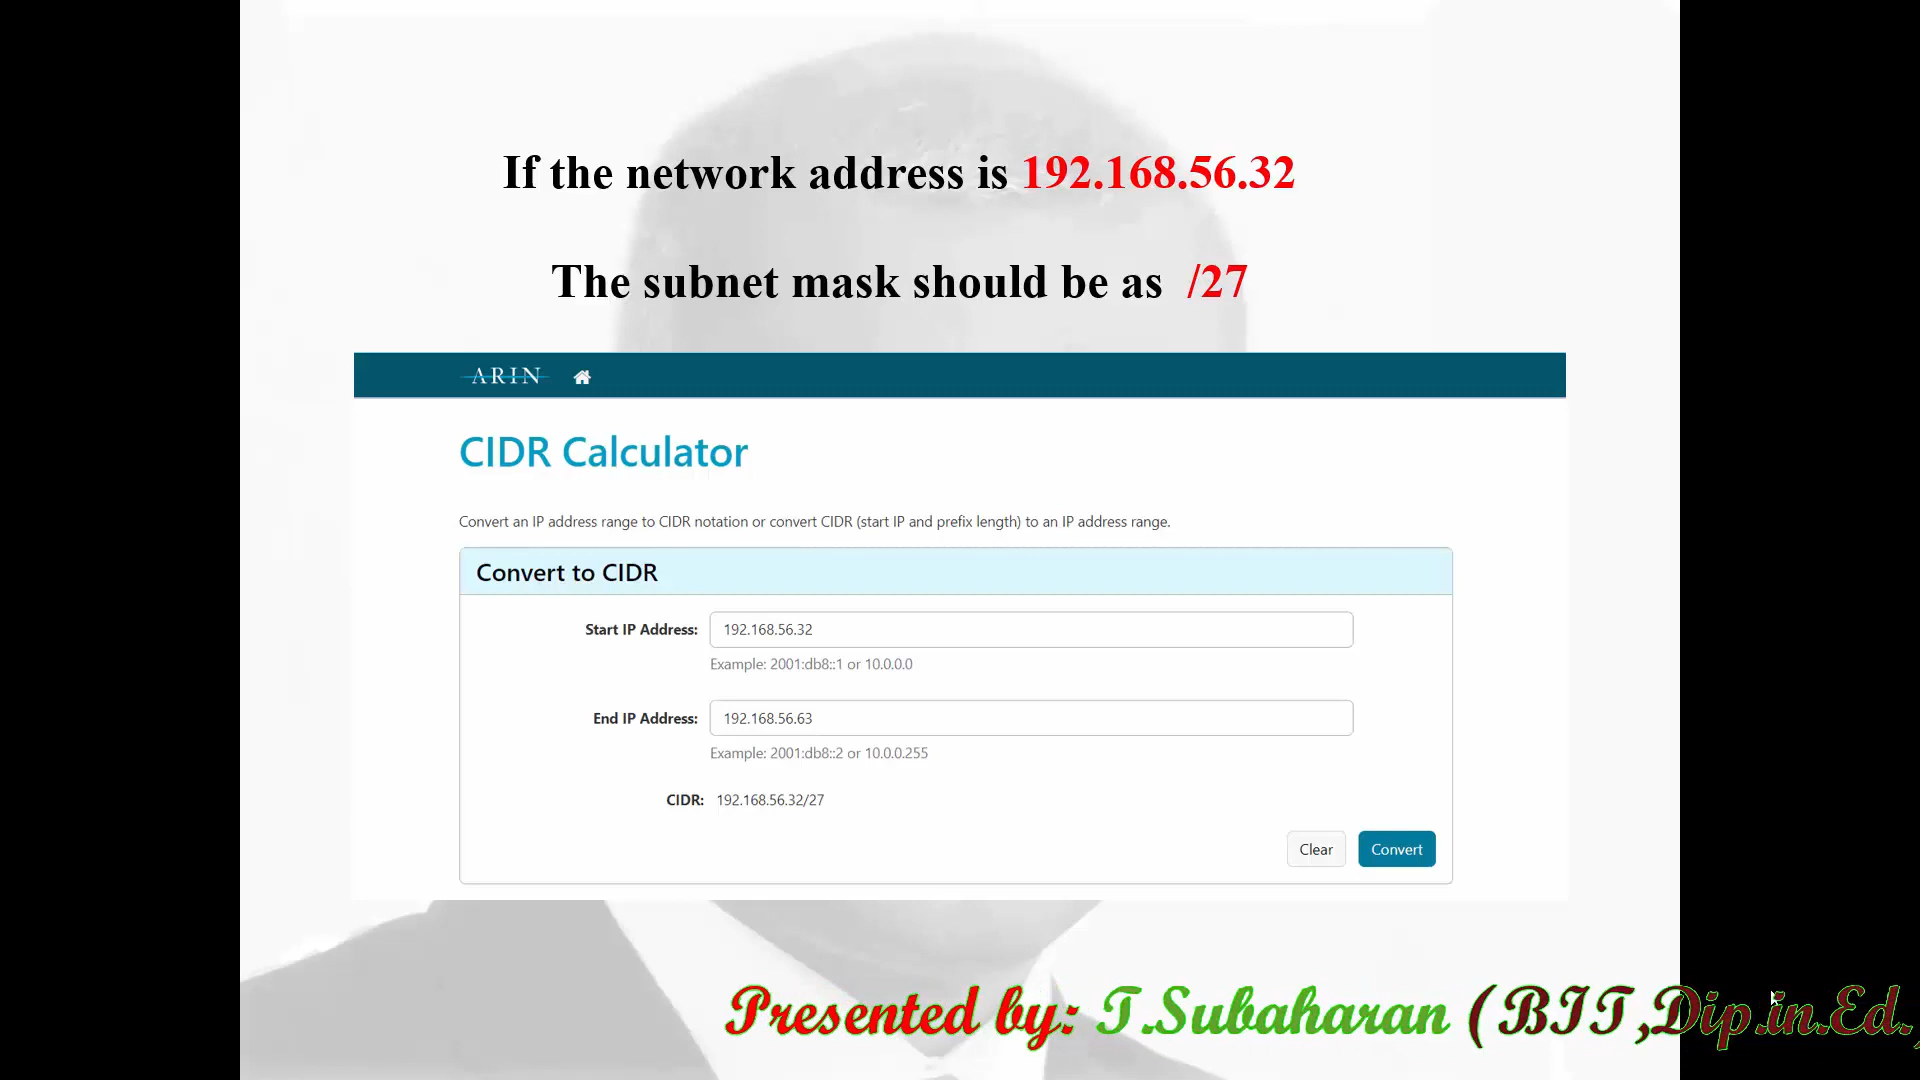 If the network address is 192.168.56.32
The subnet mask should be as /27
ARIN
CIDR Calculator
Convert an IP address range to CIDR notation or convert CIDR (start IP and prefix length) to an IP address range.
Convert to CIDR
Start IP Address: 192.168.56.32
Example: 2001:db8::1 or 10.0.0.0
End IP Address: 192.168.56.63
Example: 2001:db8::2 or 10.0.0.255
CIDR: 192.168.56.32/27
Clear Convert
Presented by: T.Subaharan (BIT,Dip.in.Ed.,